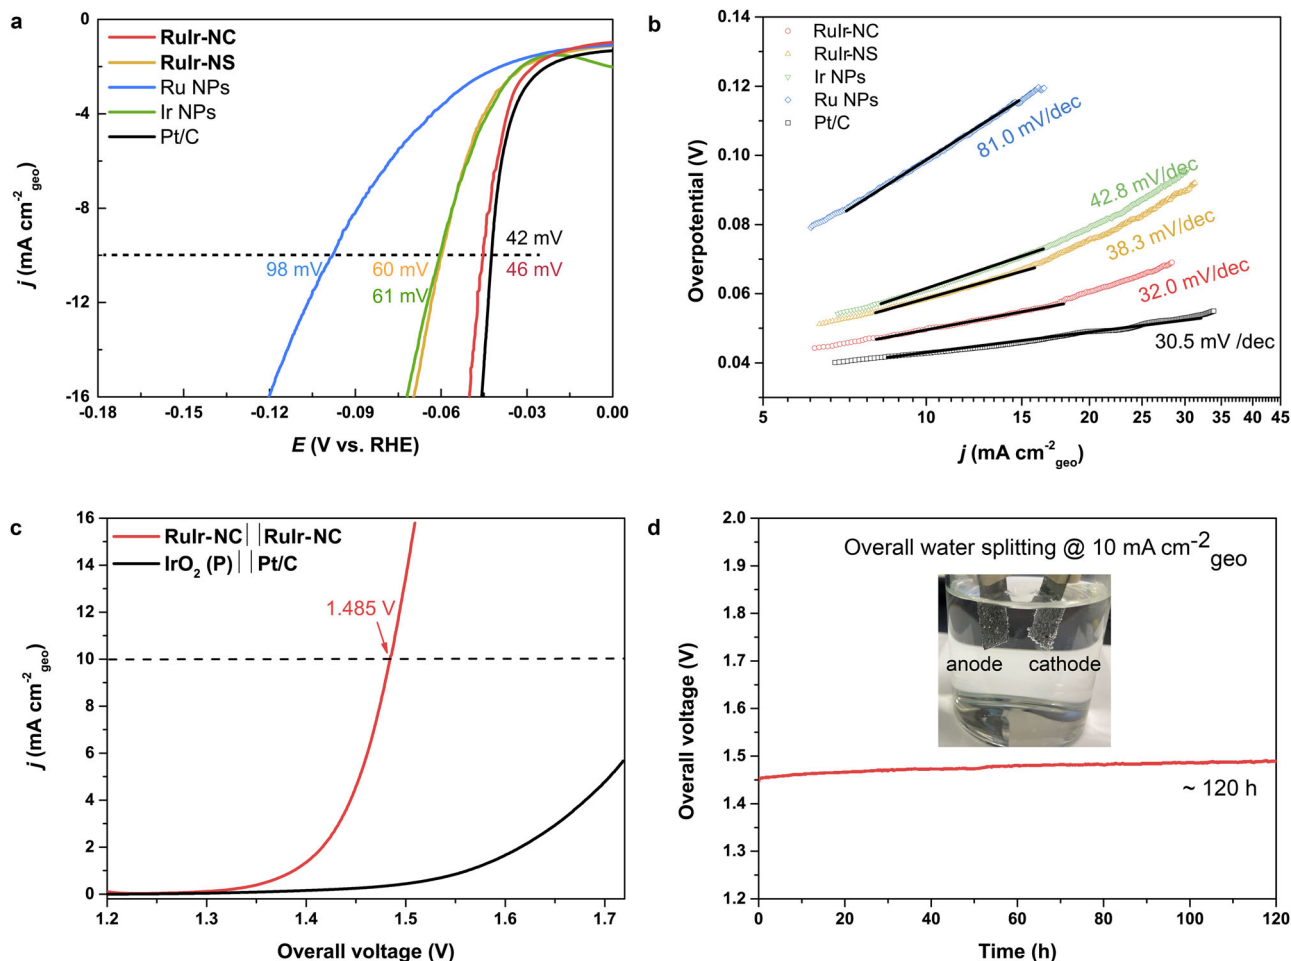 a
RuIr-NC
RuIr-NS
Ru NPs
Ir NPs
Pt/C
0
-4
-8
-12
-16
j (mA cm-2geo)
98 mV
60 mV
61 mV
42 mV
46 mV
-0.18
-0.15
-0.12
-0.09
-0.06
-0.03
0.00
E (V vs. RHE)
b
RuIr-NC
RuIr-NS
Ir NPs
Ru NPs
Pt/C
0.14
0.12
0.10
0.08
0.06
0.04
Overpotential (V)
81.0 mV/dec
42.8 mV/dec
38.3 mV/dec
32.0 mV/dec
30.5 mV /dec
5
10
15
20
25
30
35
40
45
j (mA cm-2geo)
c
RuIr-NC||RuIr-NC
IrO2 (P)||Pt/C
16
14
12
10
8
6
4
2
0
j (mA cm-2geo)
1.485 V
1.2
1.3
1.4
1.5
1.6
1.7
Overall voltage (V)
d
Overall water splitting @ 10 mA cm-2geo
anode
cathode
2.0
1.9
1.8
1.7
1.6
1.5
1.4
1.3
1.2
Overall voltage (V)
~ 120 h
0
20
40
60
80
100
120
Time (h)